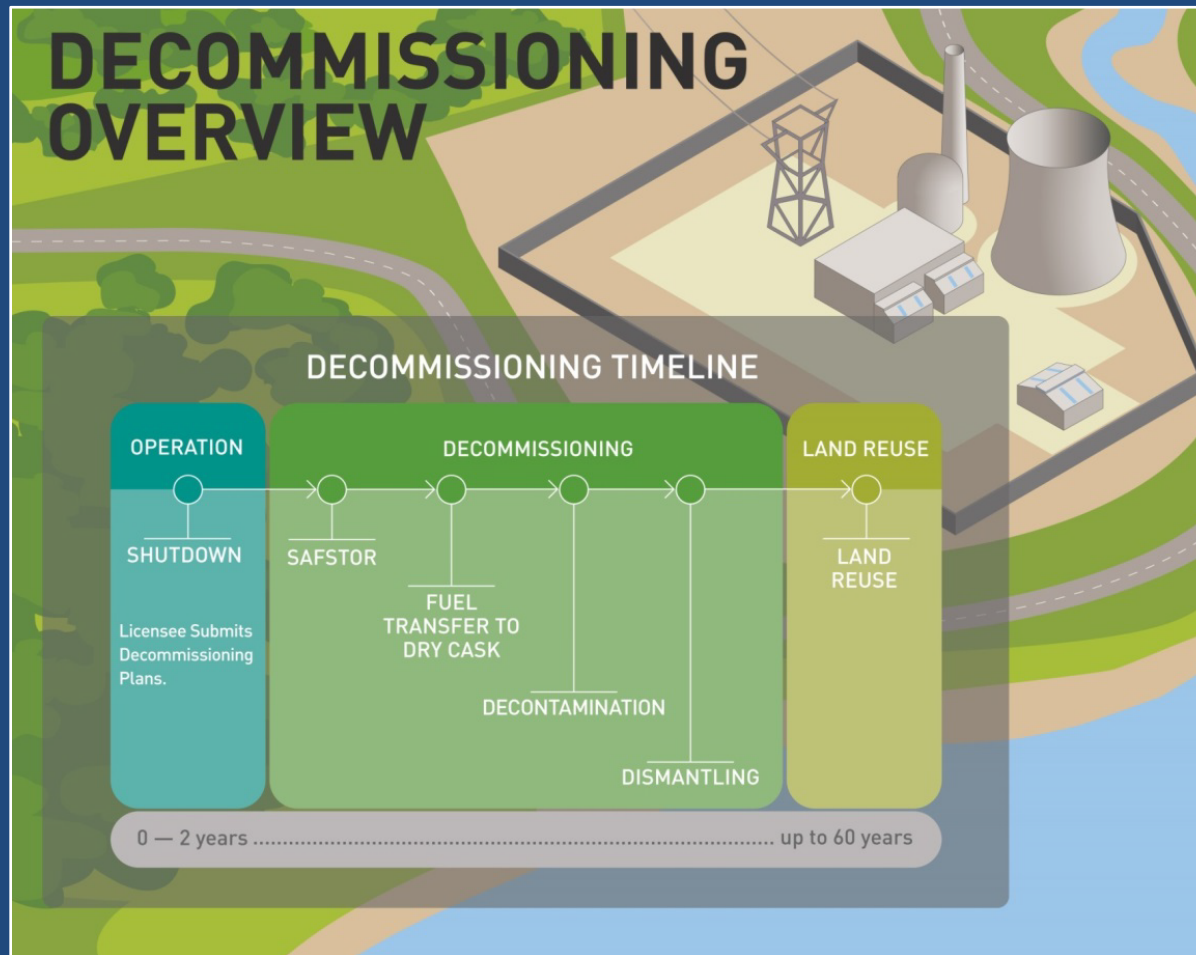 DECOMMISSIONING
OVERVIEW
DECOMMISSIONING TIMELINE
OPERATION
DECOMMISSIONING
LAND REUSE
SHUTDOWN
SAFSTOR
FUEL
TRANSFER TO
DRY CASK
DECONTAMINATION
DISMANTLING
LAND
REUSE
Licensee Submits
Decommissioning
Plans.
0 — 2 years ............................................................................................ up to 60 years